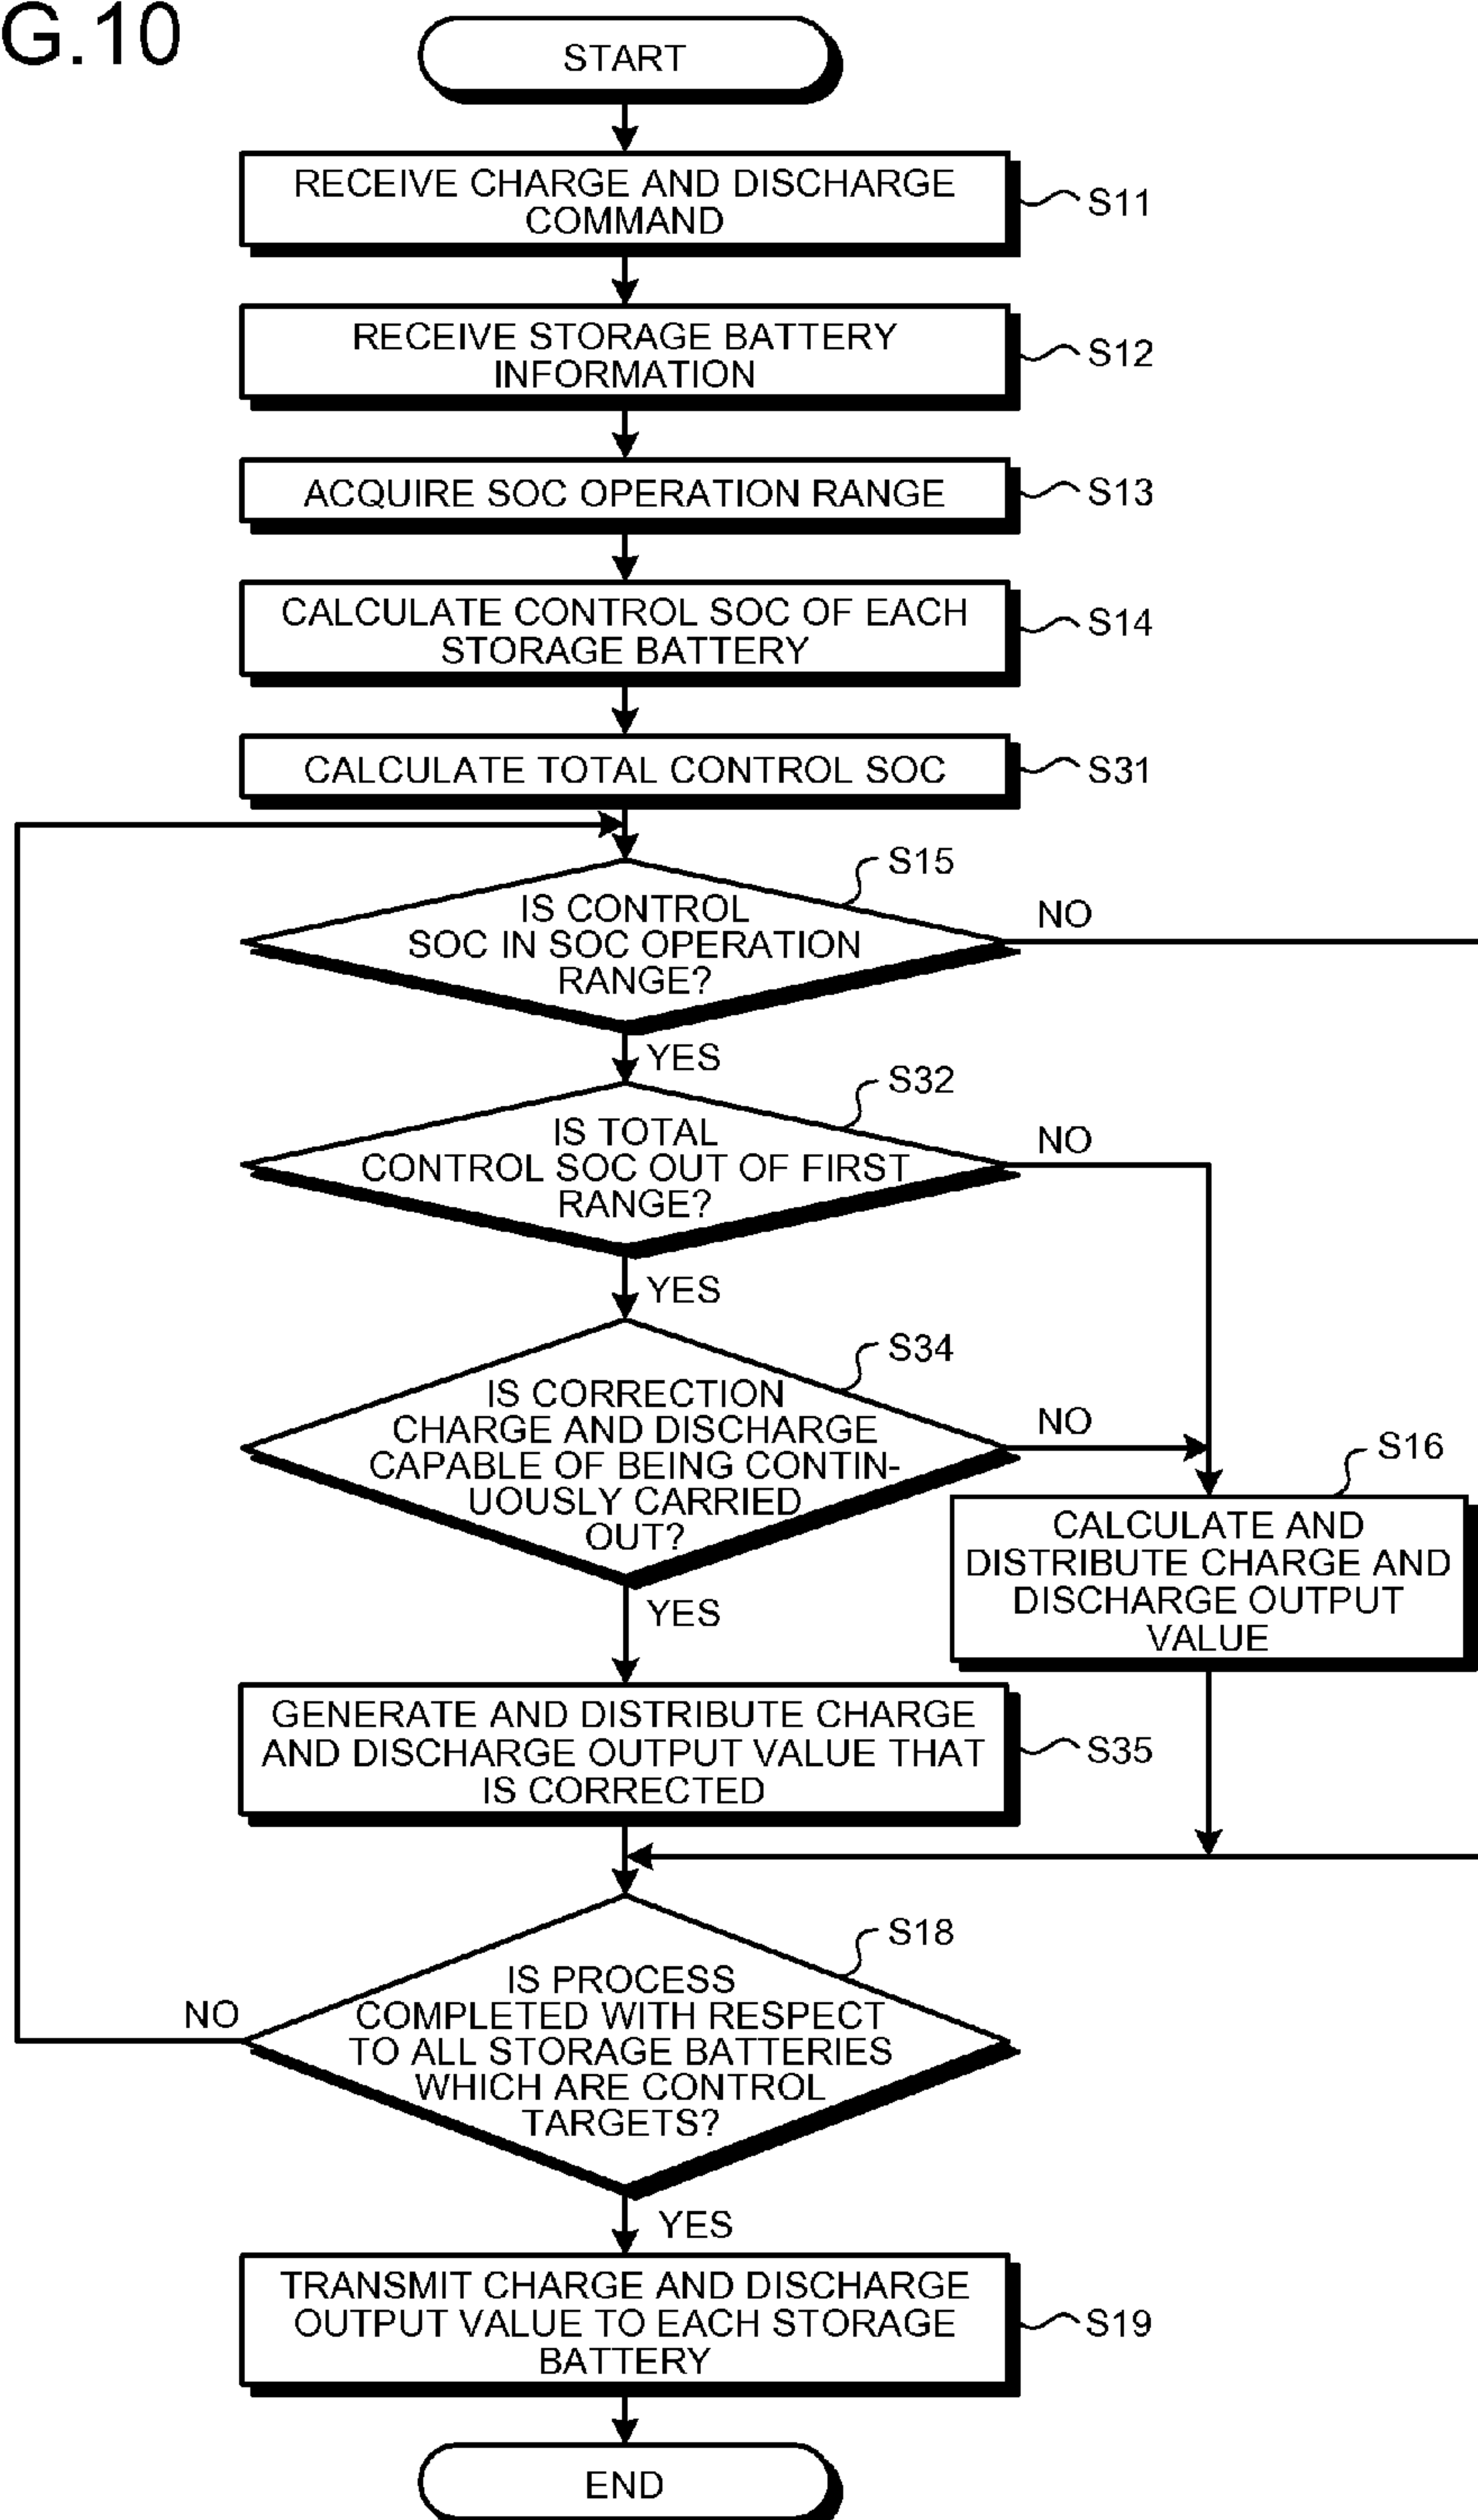 G.10
START
RECEIVE CHARGE AND DISCHARGE
COMMAND
S11
RECEIVE STORAGE BATTERY
INFORMATION
S12
ACQUIRE SOC OPERATION RANGE
S13
CALCULATE CONTROL SOC OF EACH
STORAGE BATTERY
S14
CALCULATE TOTAL CONTROL SOC
S31
S15
IS CONTROL
SOC IN SOC OPERATION
RANGE?
NO
YES
S32
IS TOTAL
CONTROL SOC OUT OF FIRST
RANGE?
NO
YES
S34
IS CORRECTION
CHARGE AND DISCHARGE
CAPABLE OF BEING CONTIN-
UOUSLY CARRIED
OUT?
NO
YES
S16
CALCULATE AND
DISTRIBUTE CHARGE AND
DISCHARGE OUTPUT
VALUE
GENERATE AND DISTRIBUTE CHARGE
AND DISCHARGE OUTPUT VALUE THAT
IS CORRECTED
S35
S18
IS PROCESS
COMPLETED WITH RESPECT
TO ALL STORAGE BATTERIES
WHICH ARE CONTROL
TARGETS?
NO
YES
TRANSMIT CHARGE AND DISCHARGE
OUTPUT VALUE TO EACH STORAGE
BATTERY
S19
END